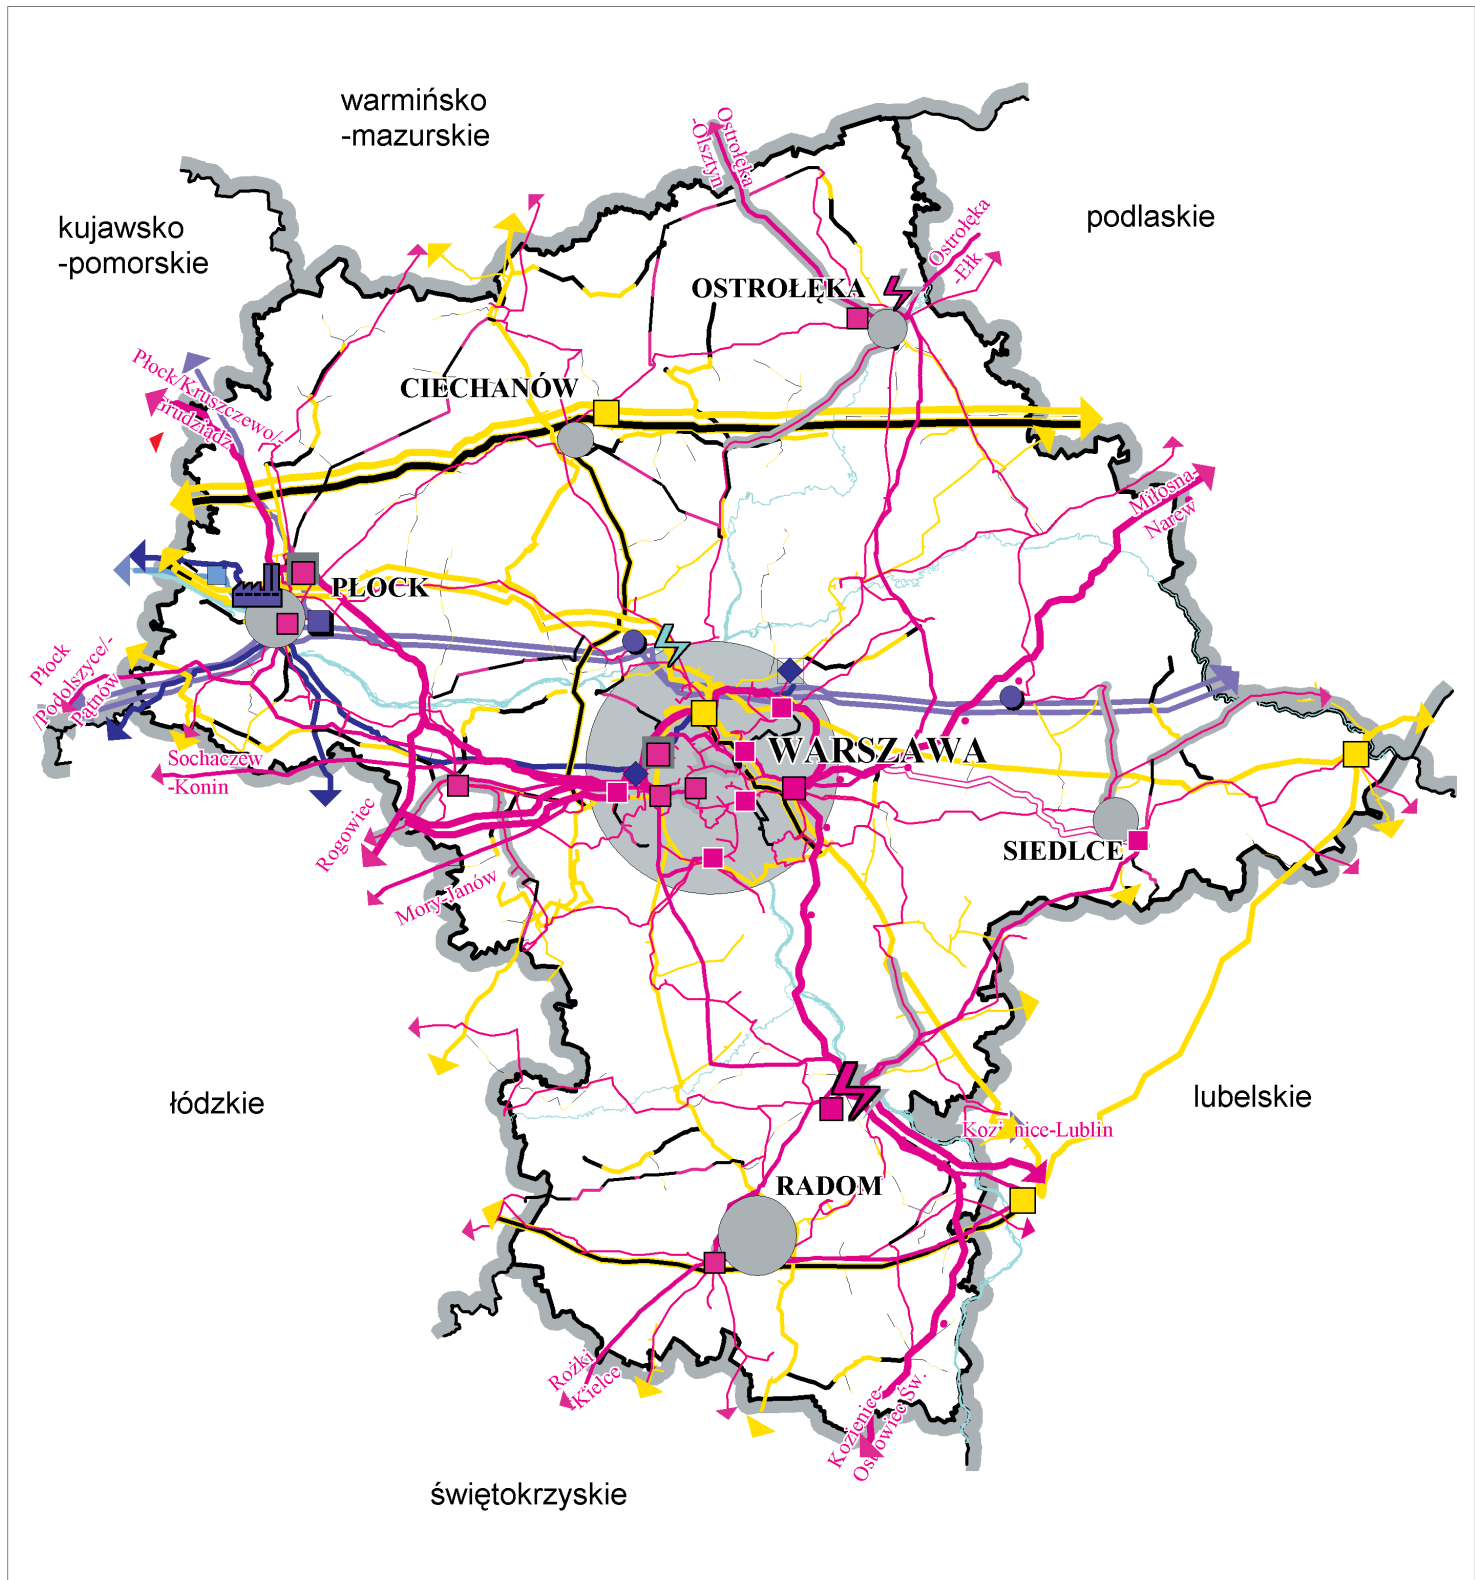 warmińsko
-mazurskie
kujawsko
-pomorskie
podlaskie
Ostrołęka
-Olsztyn
Ostrołęka
-Ełk
OSTROŁĘKA
CIECHANÓW
Płock/Kruszczewo/-
Grudziądz
Miłosna-
Narew
PŁOCK
Płock
/Podolszyce/-
Pątnów
Sochaczew
-Konin
WARSZAWA
Rogowiec
Mory-Janów
SIEDLCE
łódzkie
lubelskie
Kozienice-Lublin
RADOM
Rożki
-Kielce
Kozienice-
Ostrowiec Św.
świętokrzyskie